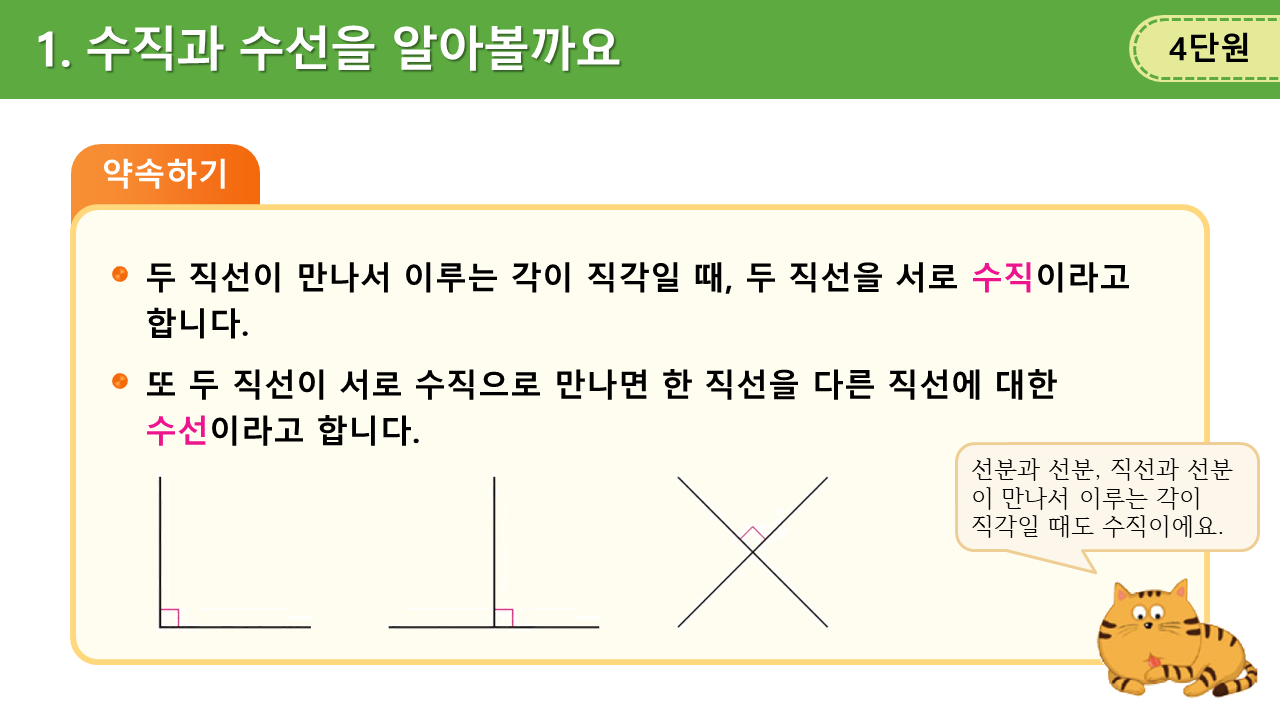 1. 수직과 수선을 알아볼까요
4단원
약속하기
두 직선이 만나서 이루는 각이 직각일 때, 두 직선을 서로 수직이라고
합니다.
또 두 직선이 서로 수직으로 만나면 한 직선을 다른 직선에 대한
수선이라고 합니다.
선분과 선분, 직선과 선분
이 만나서 이루는 각이
직각일 때도 수직이에요.